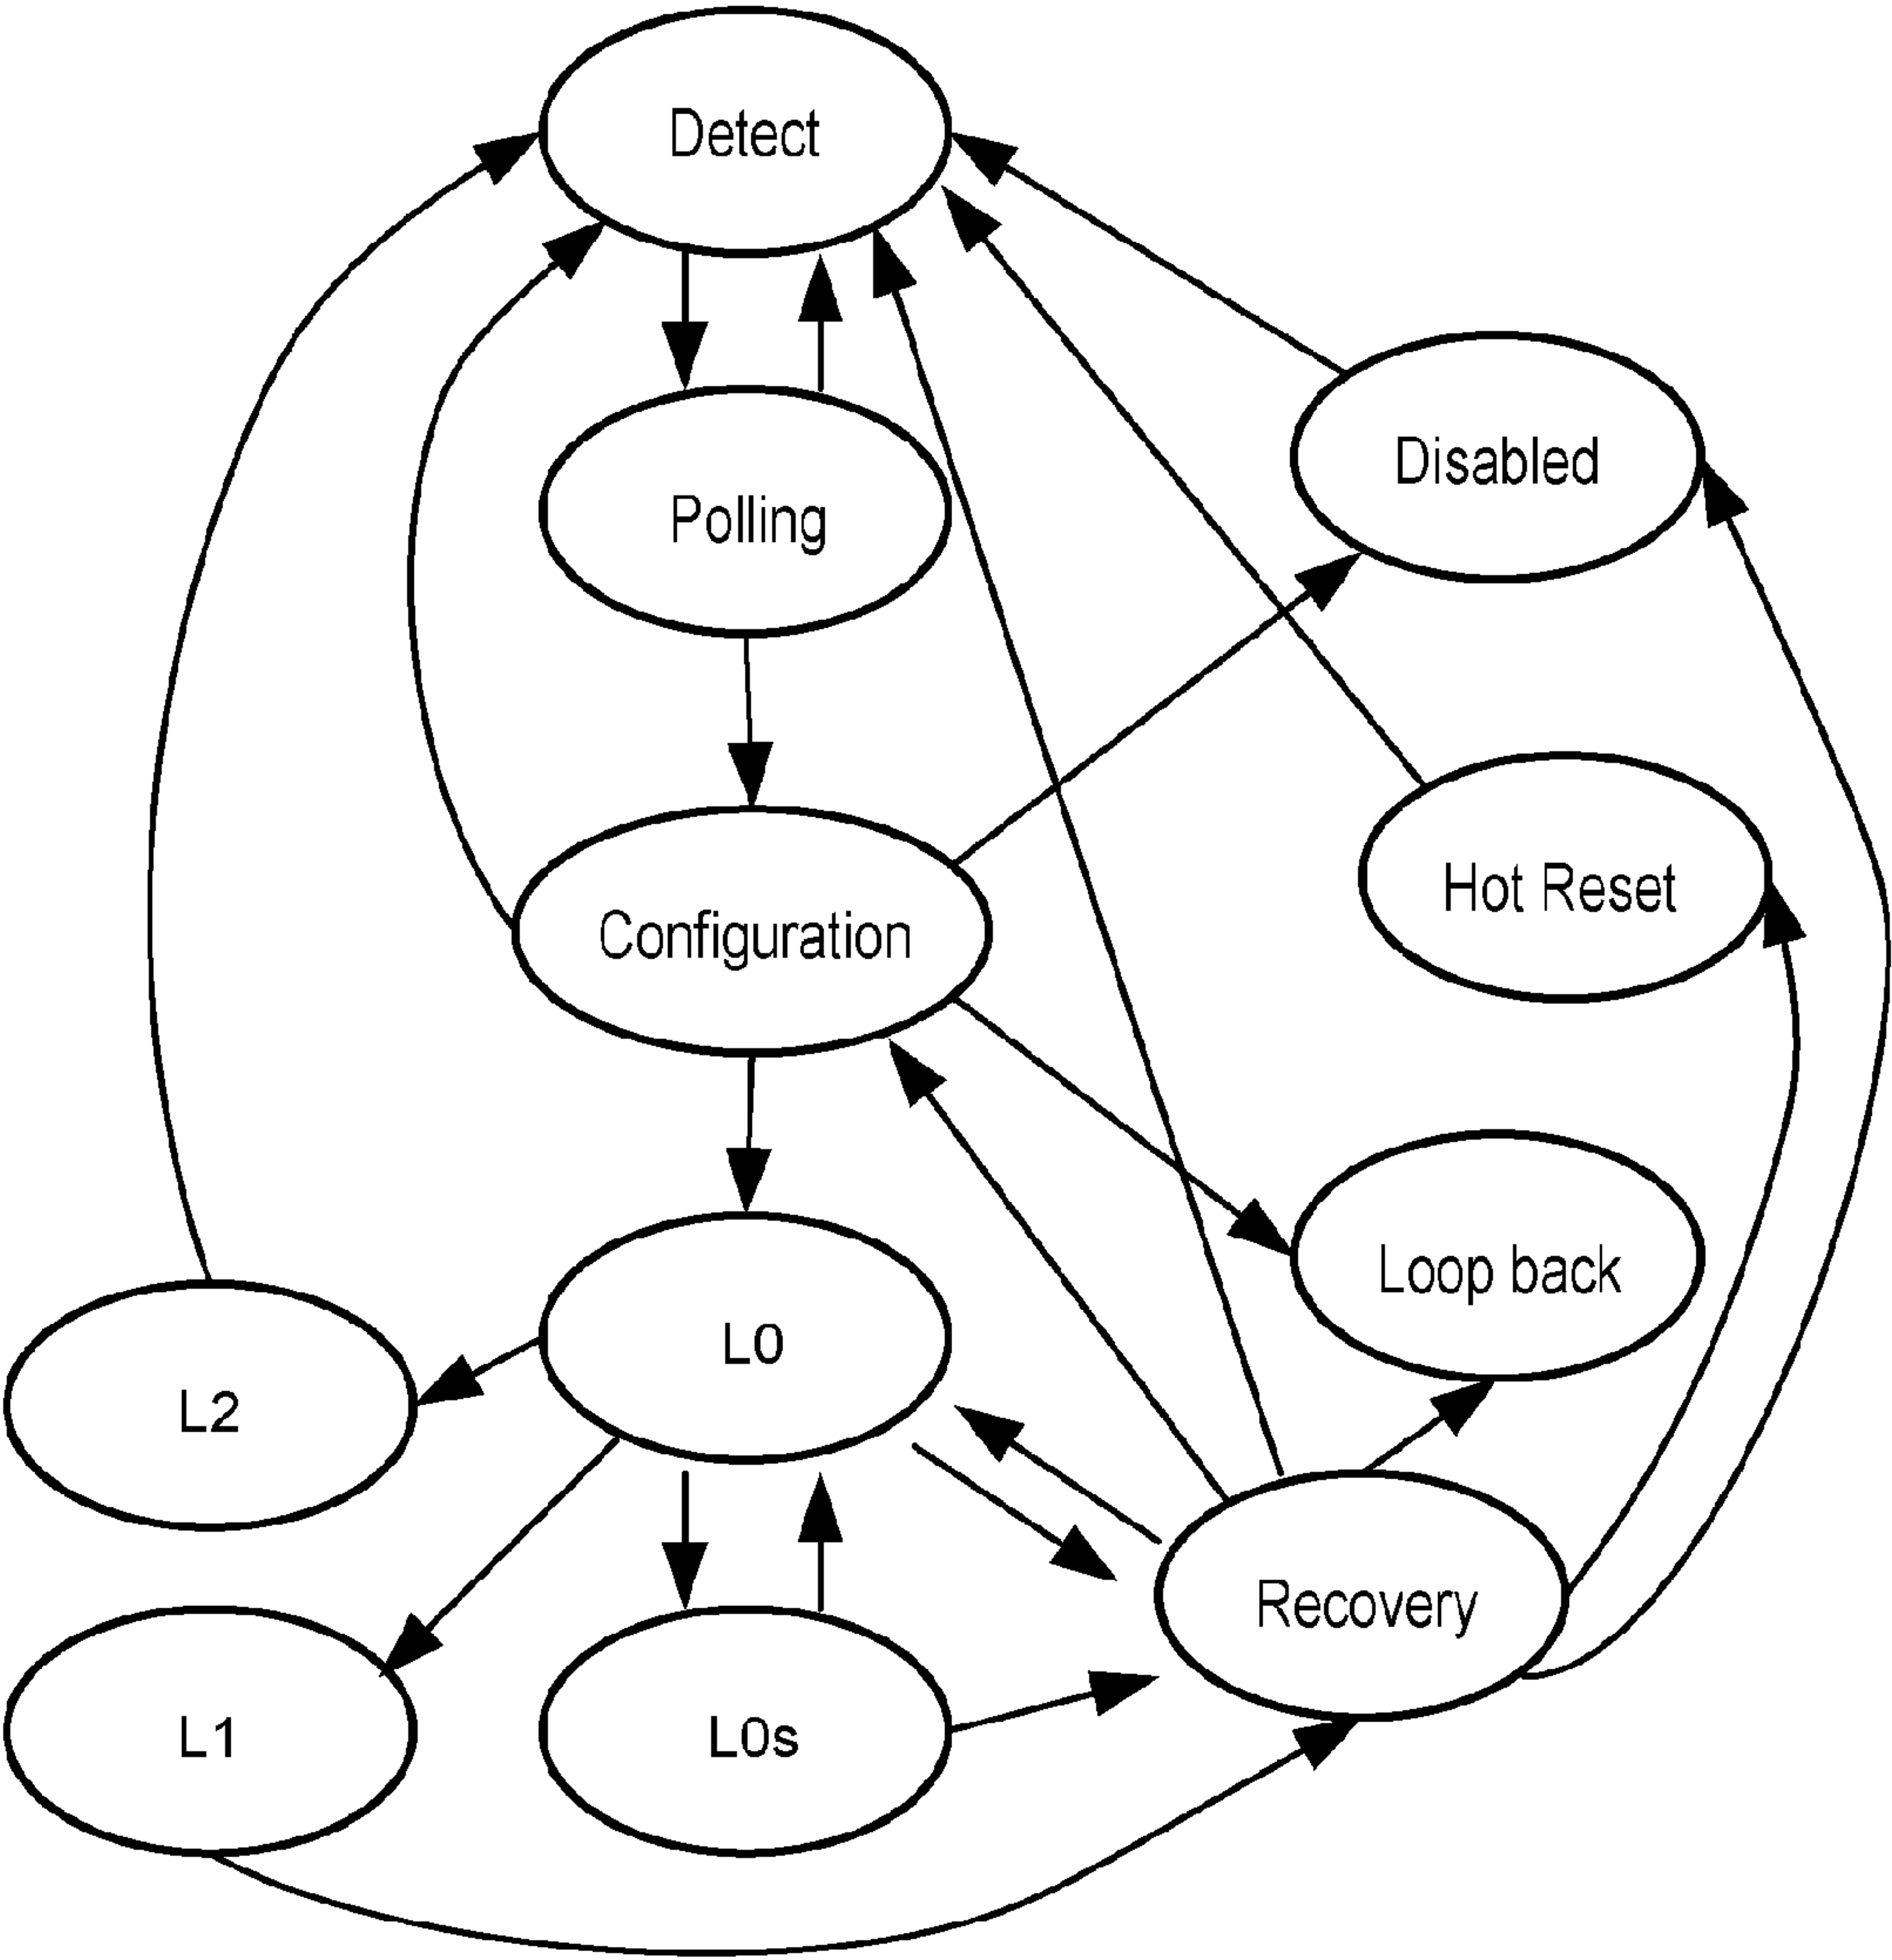 Detect
Polling
Disabled
Hot Reset
Configuration
Loop back
L0
L2
Recovery
L1
L0s